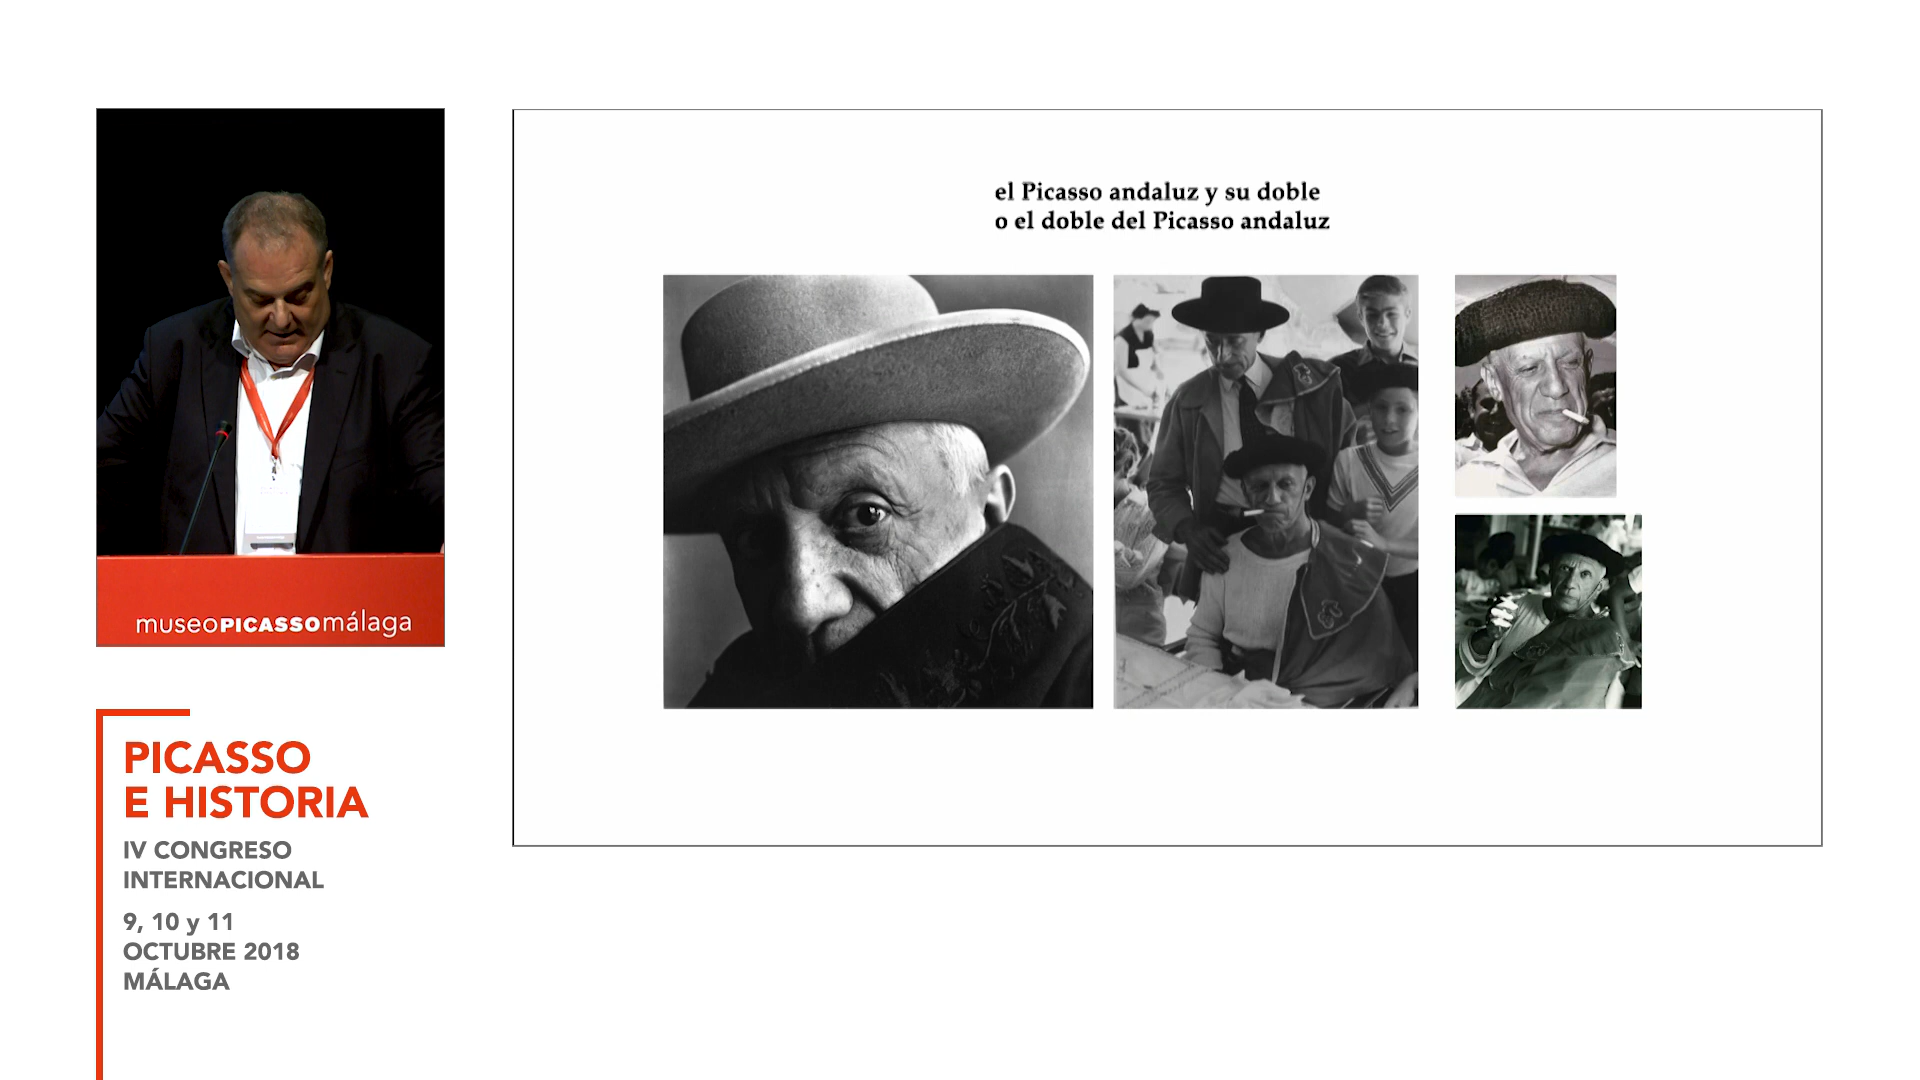 el Picasso andaluz y su doble
o el doble del Picasso andaluz
museoPICASSOmálaga
PICASSO
E HISTORIA
IV CONGRESO
INTERNACIONAL
9, 10 y 11
OCTUBRE 2018
MÁLAGA